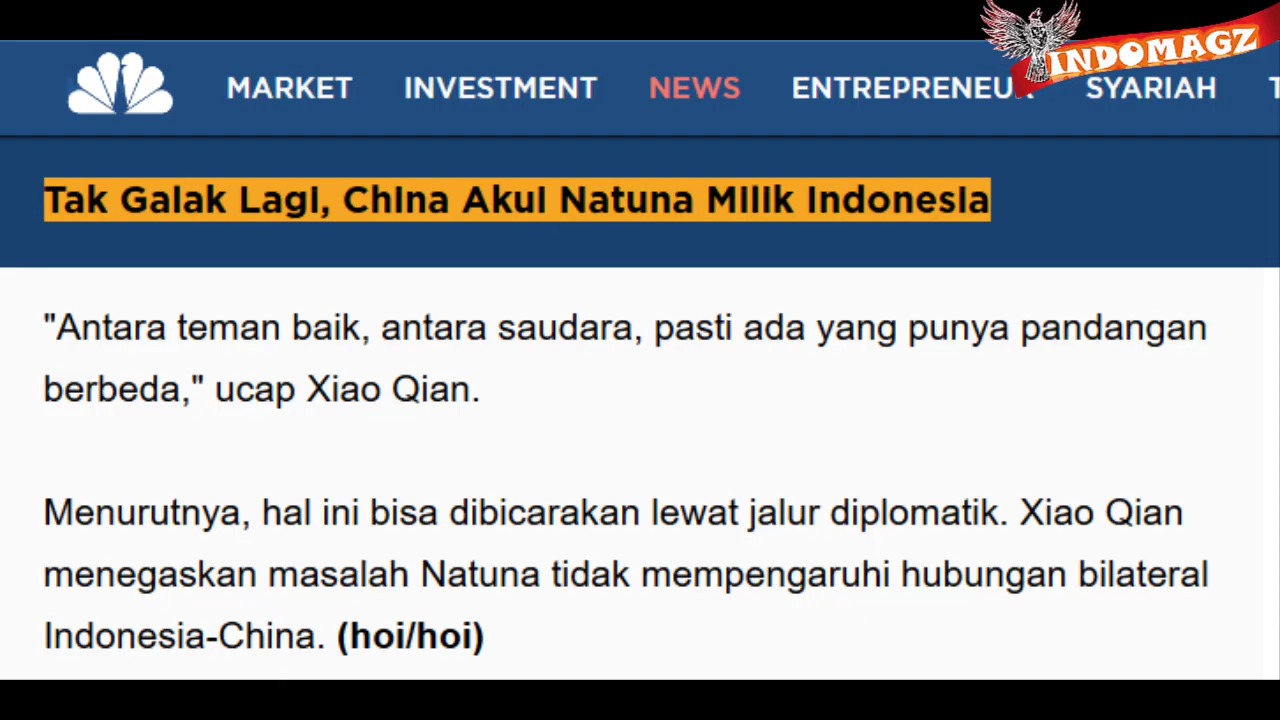 INDOMAGZ
MARKET INVESTMENT NEWS ENTREPRENEUR SYARIAH T
Tak Galak Lagi, China Akui Natuna Milik Indonesia
"Antara teman baik, antara saudara, pasti ada yang punya pandangan
berbeda," ucap Xiao Qian.
Menurutnya, hal ini bisa dibicarakan lewat jalur diplomatik. Xiao Qian
menegaskan masalah Natuna tidak mempengaruhi hubungan bilateral
Indonesia-China. (hoi/hoi)